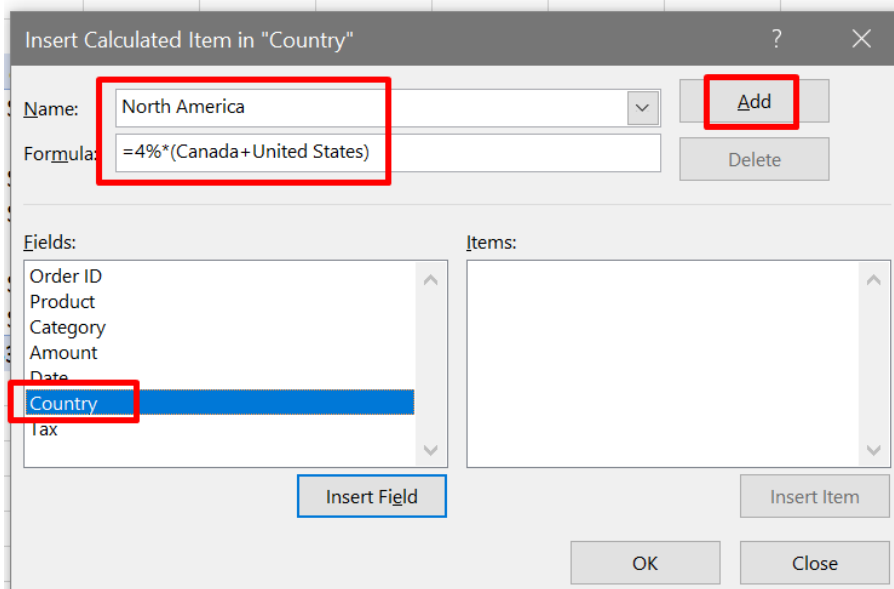 Insert Calculated Item in "Country"
?
Name:
North America
Add
Formula:
=4%*(Canada+United States)
Delete
Fields:
Items:
Order ID
Product
Category
Amount
Date
Country
Tax
Insert Field
Insert Item
OK
Close